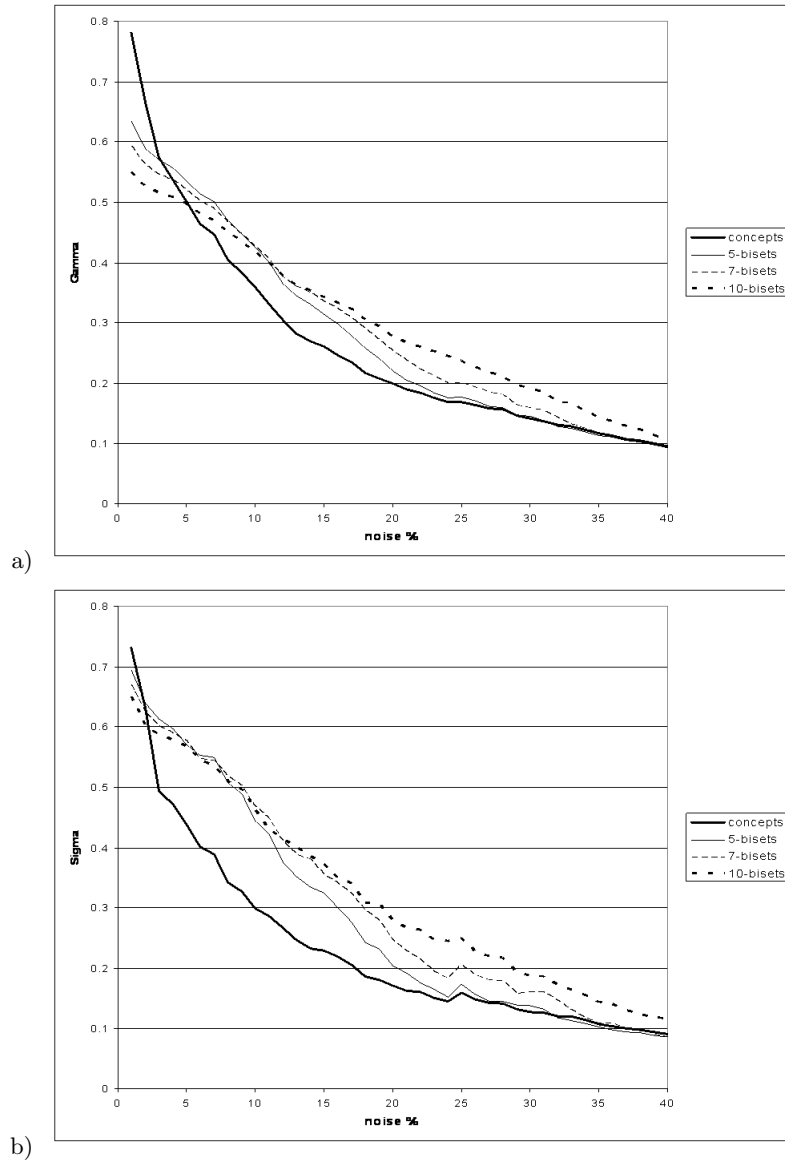 0.8
0.7
0.6
0.5
0.4
0.3
0.2
0.1
0
Gamma
0 5 10 15 20 25 30 35 40
noise %
concepts
5-bisets
7-bisets
10-bisets
a)
0.8
0.7
0.6
0.5
0.4
0.3
0.2
0.1
0
Sigma
0 5 10 15 20 25 30 35 40
noise %
concepts
5-bisets
7-bisets
10-bisets
b)